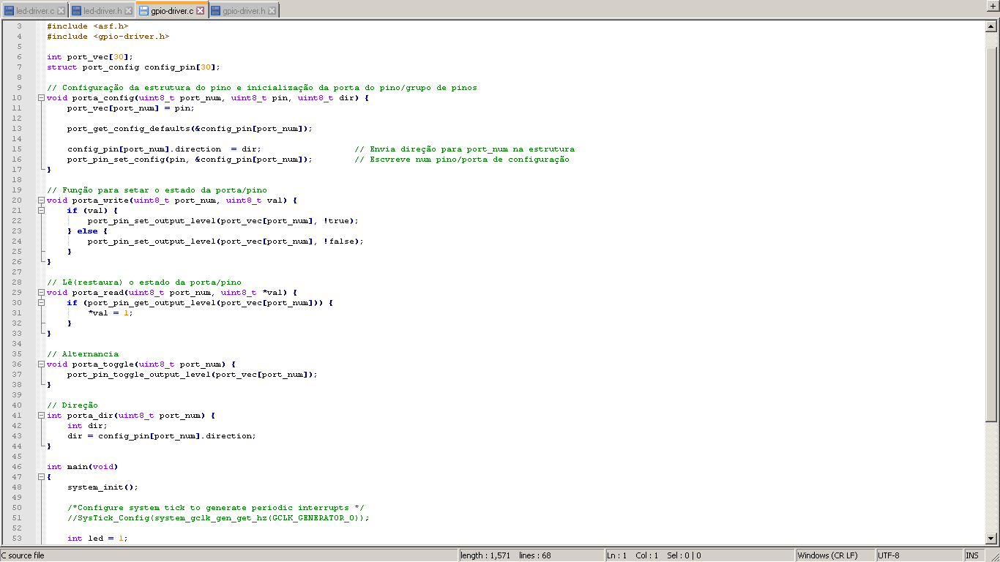 led-driver.c led-driver.h gpio-driver.c gpio-driver.h +
3 #include <asf.h>
4 #include <gpio-driver.h>
5
6 int port_vec[30];
7 struct port_config config_pin[30];
8
9 // Configuração da estrutura do pino e inicialização da porta do pino/grupo de pinos
10 void porta_config(uint8_t port_num, uint8_t pin, uint8_t dir) {
11 port_vec[port_num] = pin;
12
13 port_get_config_defaults(&config_pin[port_num]);
14
15 config_pin[port_num].direction  = dir; // Envia direção para port_num na estrutura
16 port_pin_set_config(pin, &config_pin[port_num]); // Escvreve num pino/porta de configuração
17 }
18
19 // Função para setar o estado da porta/pino
20 void porta_write(uint8_t port_num, uint8_t val) {
21 if (val) {
22 port_pin_set_output_level(port_vec[port_num], !true);
23 } else {
24 port_pin_set_output_level(port_vec[port_num], !false);
25 }
26 }
27
28 // Lê(restaura) o estado da porta/pino
29 void porta_read(uint8_t port_num, uint8_t *val) {
30 if (port_pin_get_output_level(port_vec[port_num])) {
31 *val = 1;
32 }
33 }
34
35 // Alternancia
36 void porta_toggle(uint8_t port_num) {
37 port_pin_toggle_output_level(port_vec[port_num]);
38 }
39
40 // Direção
41 int porta_dir(uint8_t port_num) {
42 int dir;
43 dir = config_pin[port_num].direction;
44 }
45
46 int main(void)
47 {
48 system_init();
49
50 /*Configure system tick to generate periodic interrupts */
51 //SysTick_Config(system_gclk_gen_get_hz(GCLK_GENERATOR_0));
52
53 int led = 1;
C source file length : 1,571 lines : 68 Ln : 1 Col : 1 Sel : 0 | 0 Windows (CR LF) UTF-8 INS